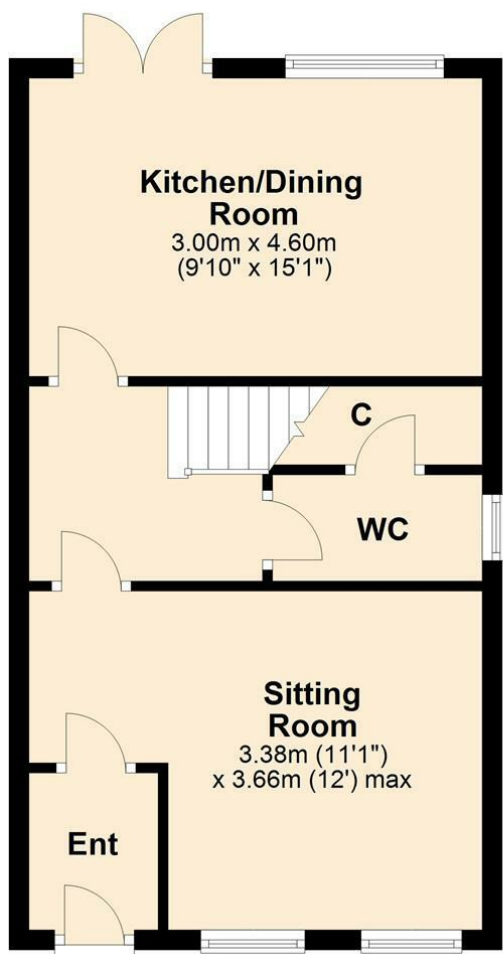 Kitchen/Dining
Room
3.00m x 4.60m
(9'10" x 15'1")
C
WC
Sitting
Room
3.38m (11'1")
x 3.66m (12') max
Ent